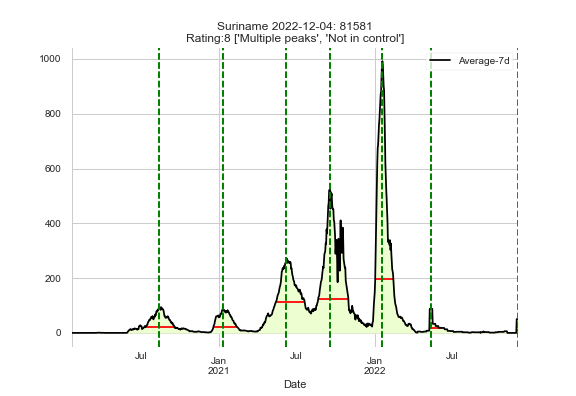 Suriname 2022-12-04: 81581
Rating:8 ['Multiple peaks', 'Not in control']
Average-7d
1000
800
600
400
200
0
Jul
Jan
2021
Jul
Jan
2022
Jul
Date